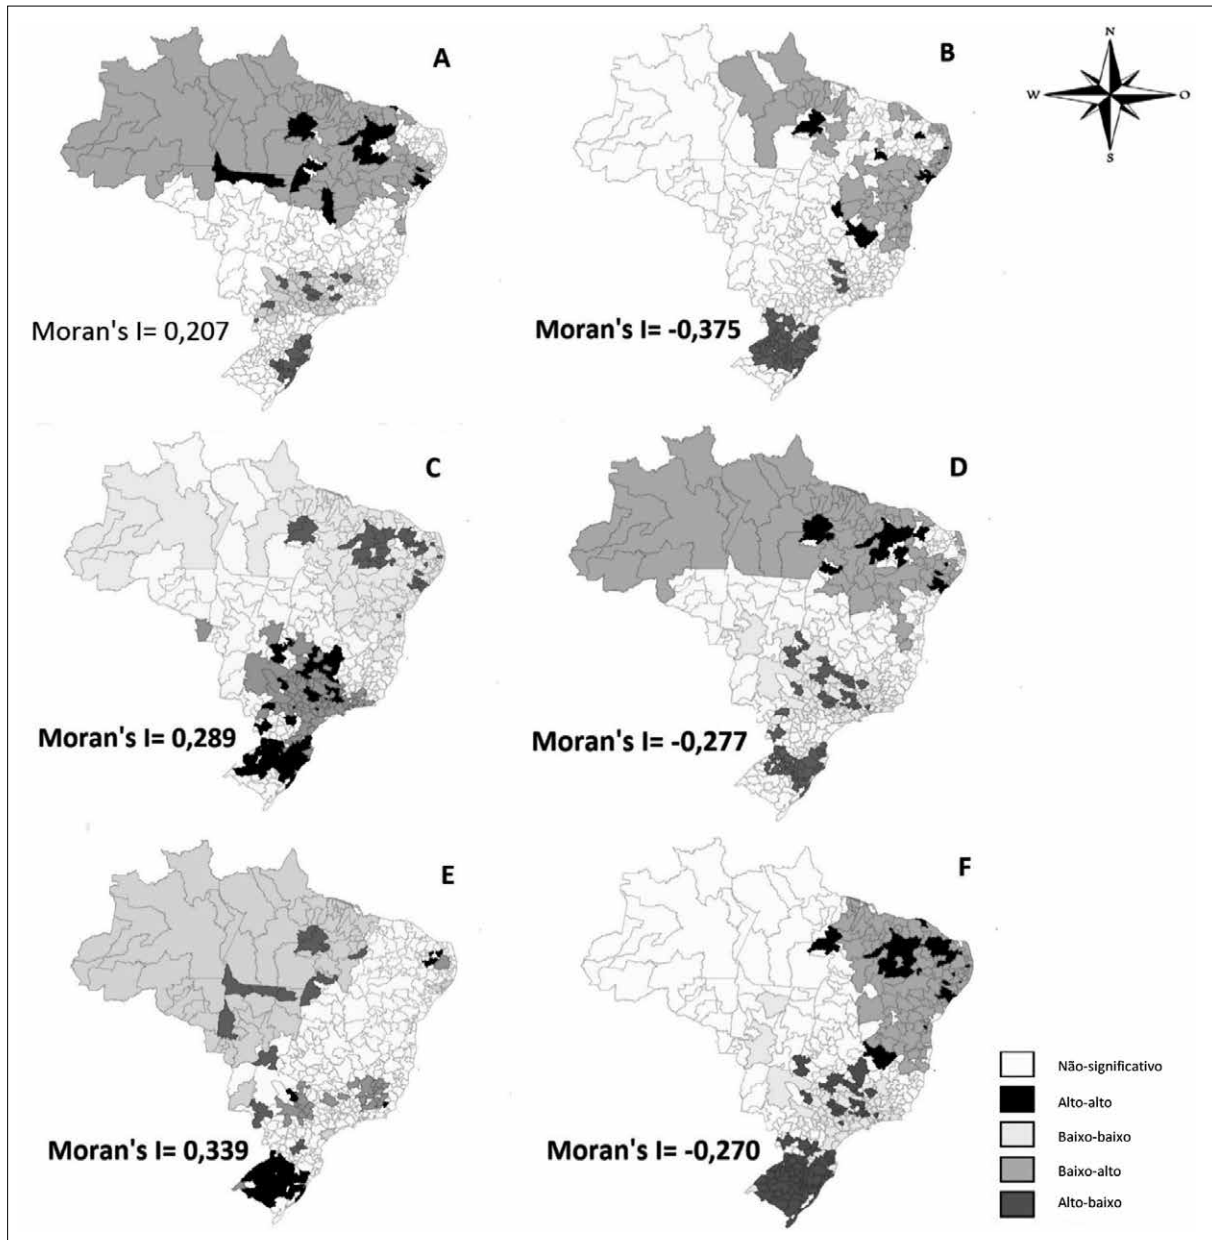 A
Moran's I= 0,207
B
Moran's I= -0,375
N
W
O
S
C
Moran's I= 0,289
D
Moran's I= -0,277
E
Moran's I= 0,339
F
Moran's I= -0,270
Não-significativo
Alto-alto
Baixo-baixo
Baixo-alto
Alto-baixo